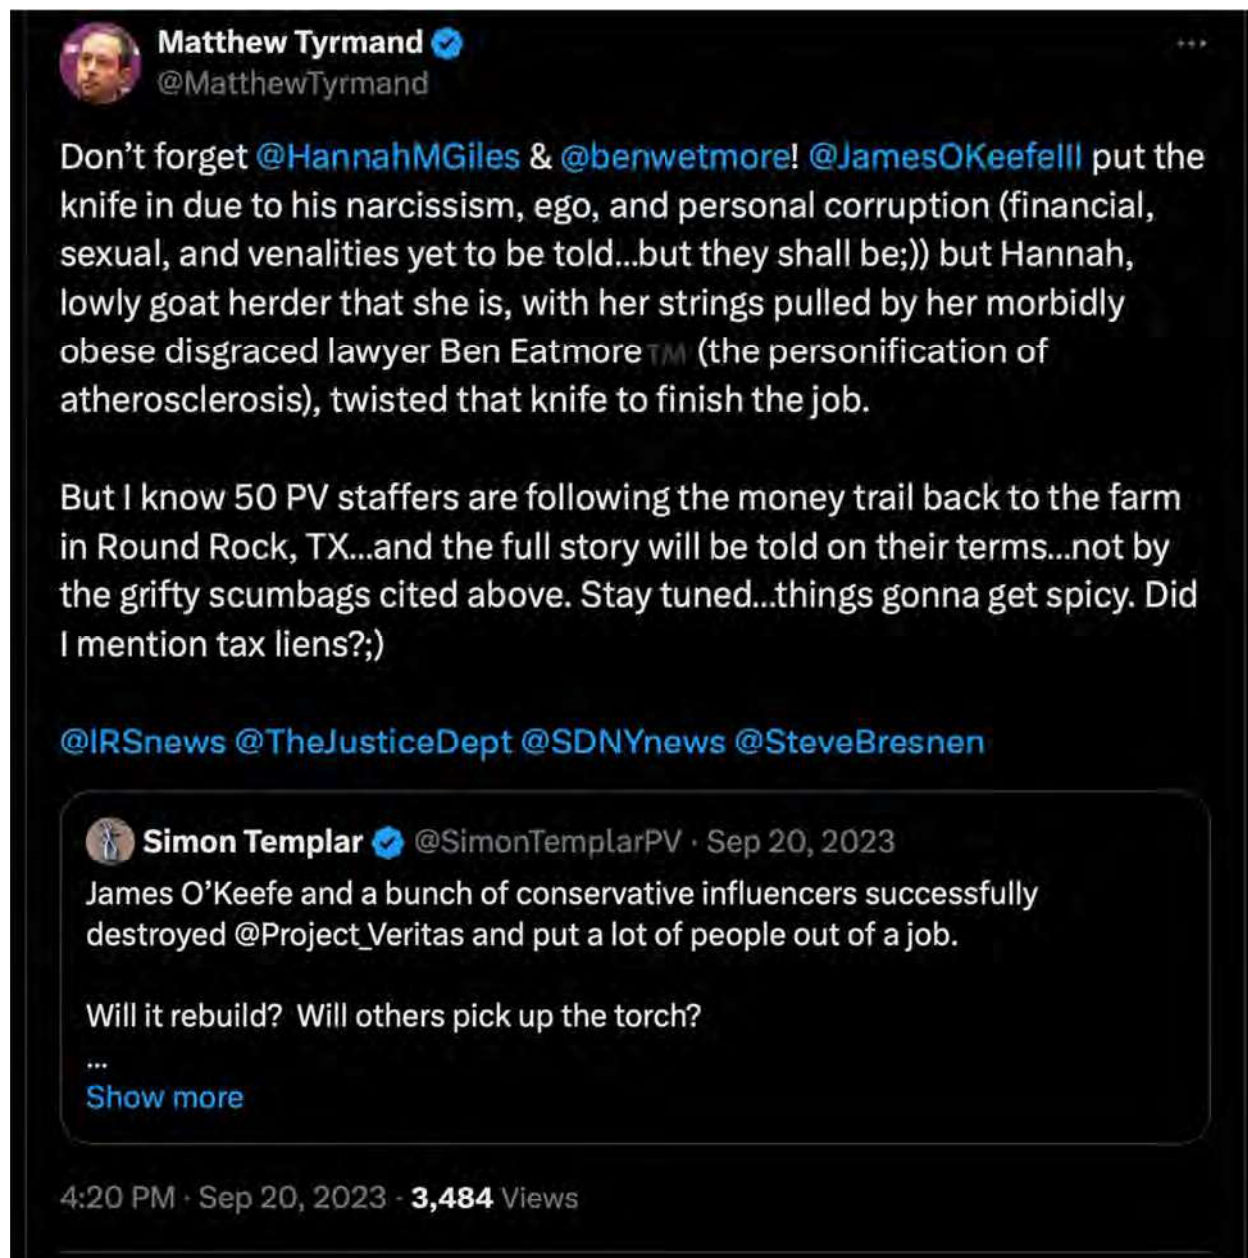 Matthew Tyrmand
@MatthewTyrmand
Don't forget @HannahMGiles & @benwetmore! @JamesOKeefeIII put the
knife in due to his narcissism, ego, and personal corruption (financial,
sexual, and venalities yet to be told...but they shall be;)) but Hannah,
lowly goat herder that she is, with her strings pulled by her morbidly
obese disgraced lawyer Ben Eatmore TM (the personification of
atherosclerosis), twisted that knife to finish the job.
But I know 50 PV staffers are following the money trail back to the farm
in Round Rock, TX...and the full story will be told on their terms...not by
the grifty scumbags cited above. Stay tuned...things gonna get spicy. Did
I mention tax liens?;)
@IRSnews @TheJusticeDept @SDNYnews @SteveBresnen
Simon Templar @SimonTemplarPV · Sep 20, 2023
James O'Keefe and a bunch of conservative influencers successfully
destroyed @Project_Veritas and put a lot of people out of a job.
Will it rebuild? Will others pick up the torch?
...
Show more
4:20 PM · Sep 20, 2023 · 3,484 Views